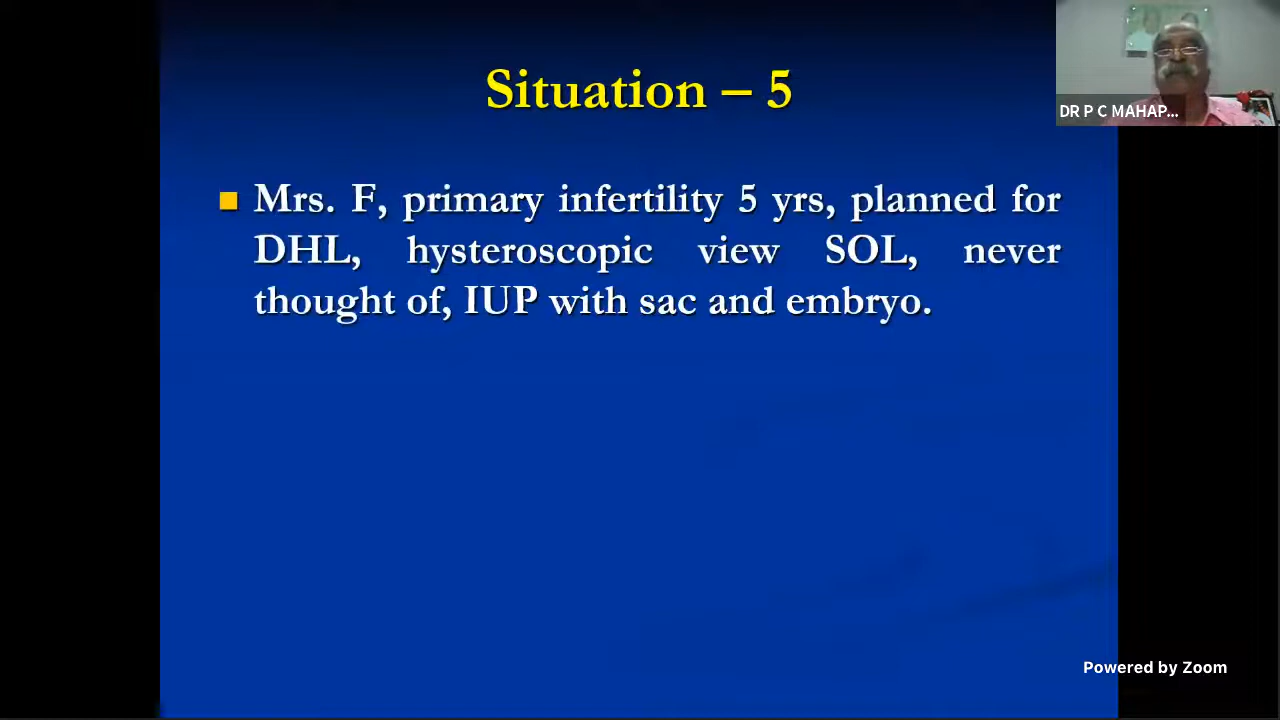 Situation – 5
DR P C MAHAP...
Mrs. F, primary infertility 5 yrs, planned for
DHL, hysteroscopic view SOL, never
thought of, IUP with sac and embryo.
Powered by Zoom